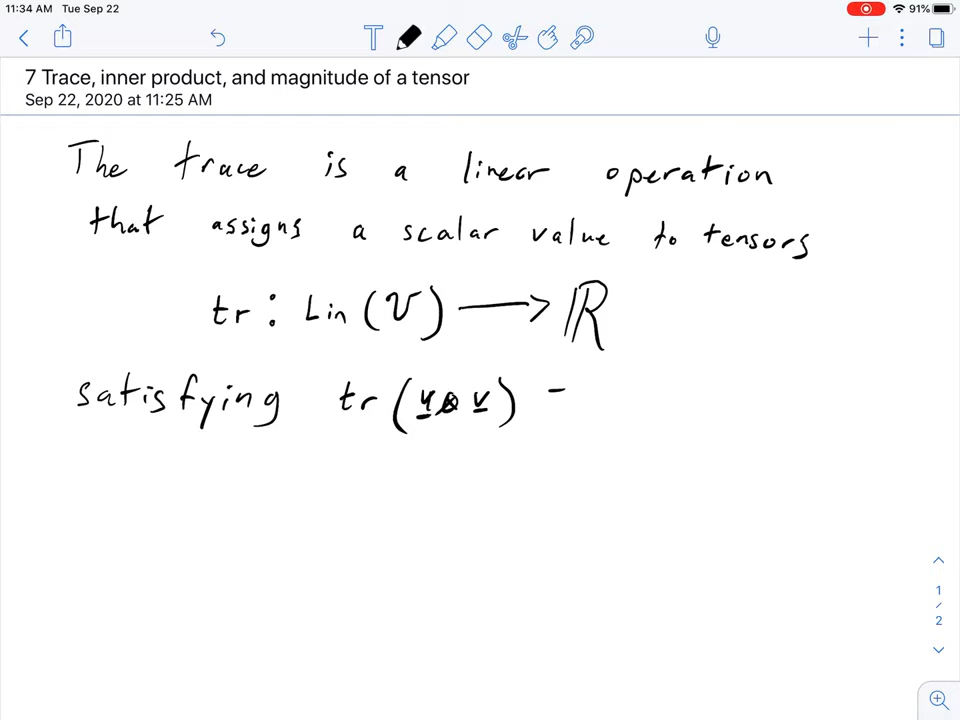 11:34 AM Tue Sep 22
91%
7 Trace, inner product, and magnitude of a tensor
Sep 22, 2020 at 11:25 AM
The trace is a linear operation
that assigns a scalar value to tensors
tr : Lin (𝒱) ⟶ ℝ
satisfying tr (u̲ ⊗ v̲) -
1
/
2